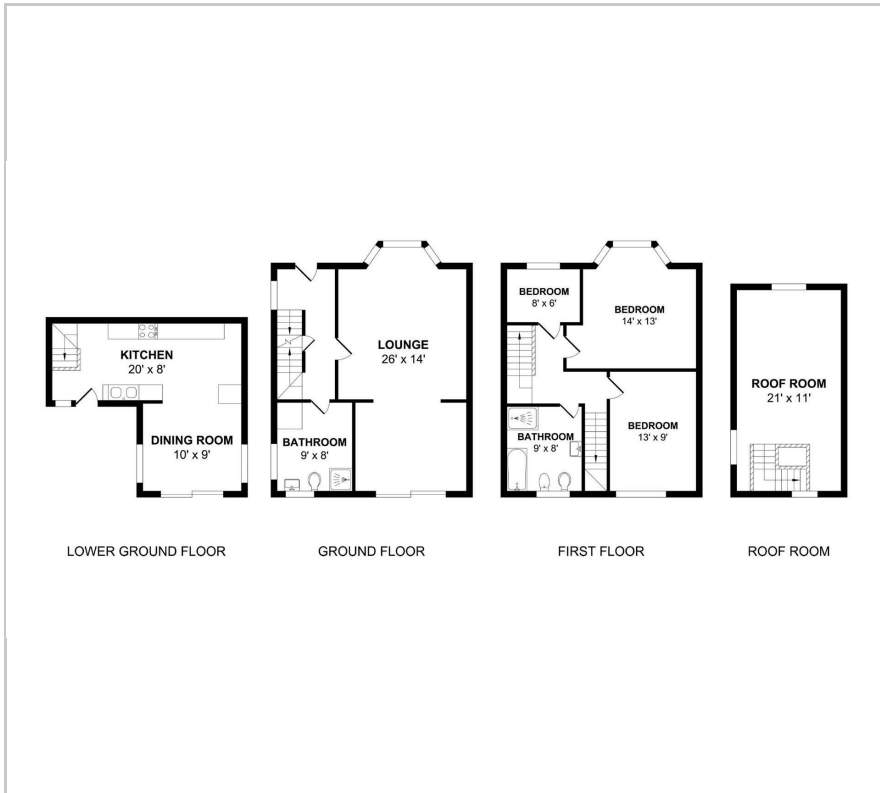 KITCHEN
20' x 8'
DINING ROOM
10' x 9'
LOWER GROUND FLOOR
LOUNGE
26' x 14'
BATHROOM
9' x 8'
GROUND FLOOR
BEDROOM
8' x 6'
BEDROOM
14' x 13'
BEDROOM
13' x 9'
BATHROOM
9' x 8'
FIRST FLOOR
ROOF ROOM
21' x 11'
ROOF ROOM